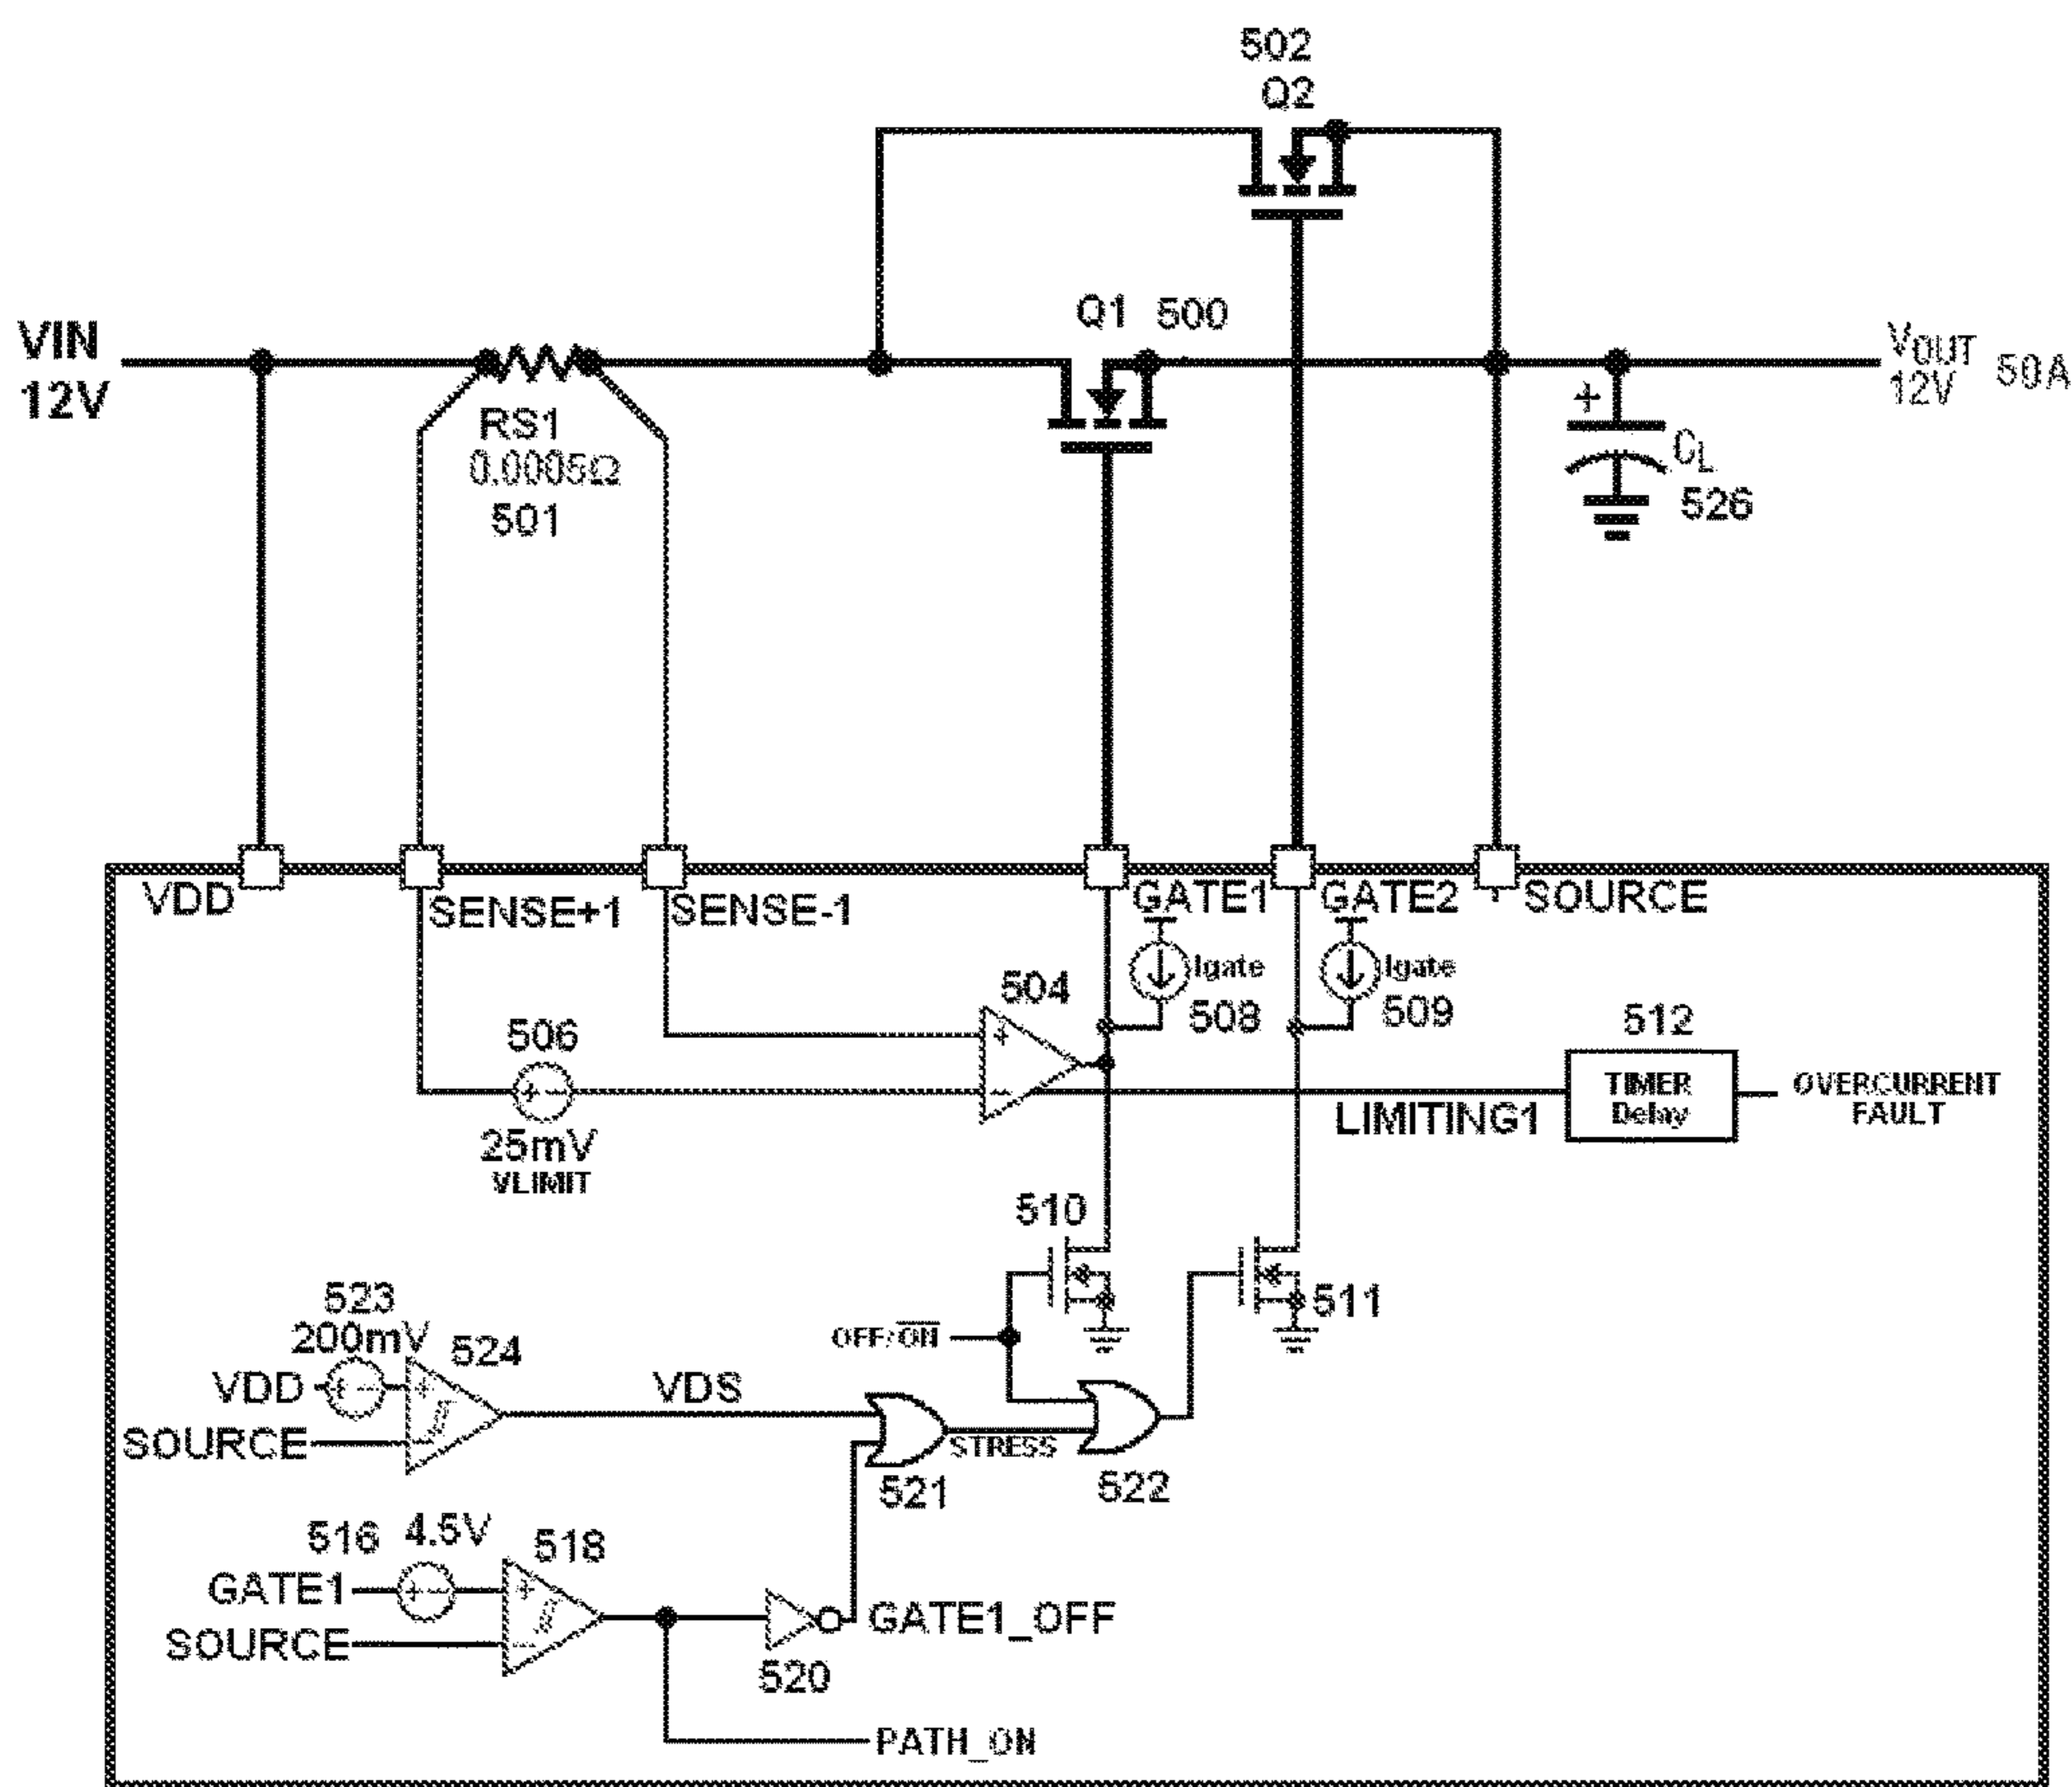 502
Q2
Q1 500
VIN
12V
VOUT
12V
50A
RS1
0.0005Ω
501
+
CL
526
VDD
SENSE+1
SENSE-1
GATE1
GATE2
SOURCE
Igate
508
Igate
509
504
506
+ -
25mV
VLIMIT
+
-
LIMITING1
512
TIMER
Delay
OVERCURRENT
FAULT
510
511
OFF/ON
523
200mV
524
VDD
+ -
+
SOURCE
-
VDS
521
STRESS
522
516
4.5V
518
GATE1
+ -
+
SOURCE
-
520
GATE1_OFF
PATH_ON